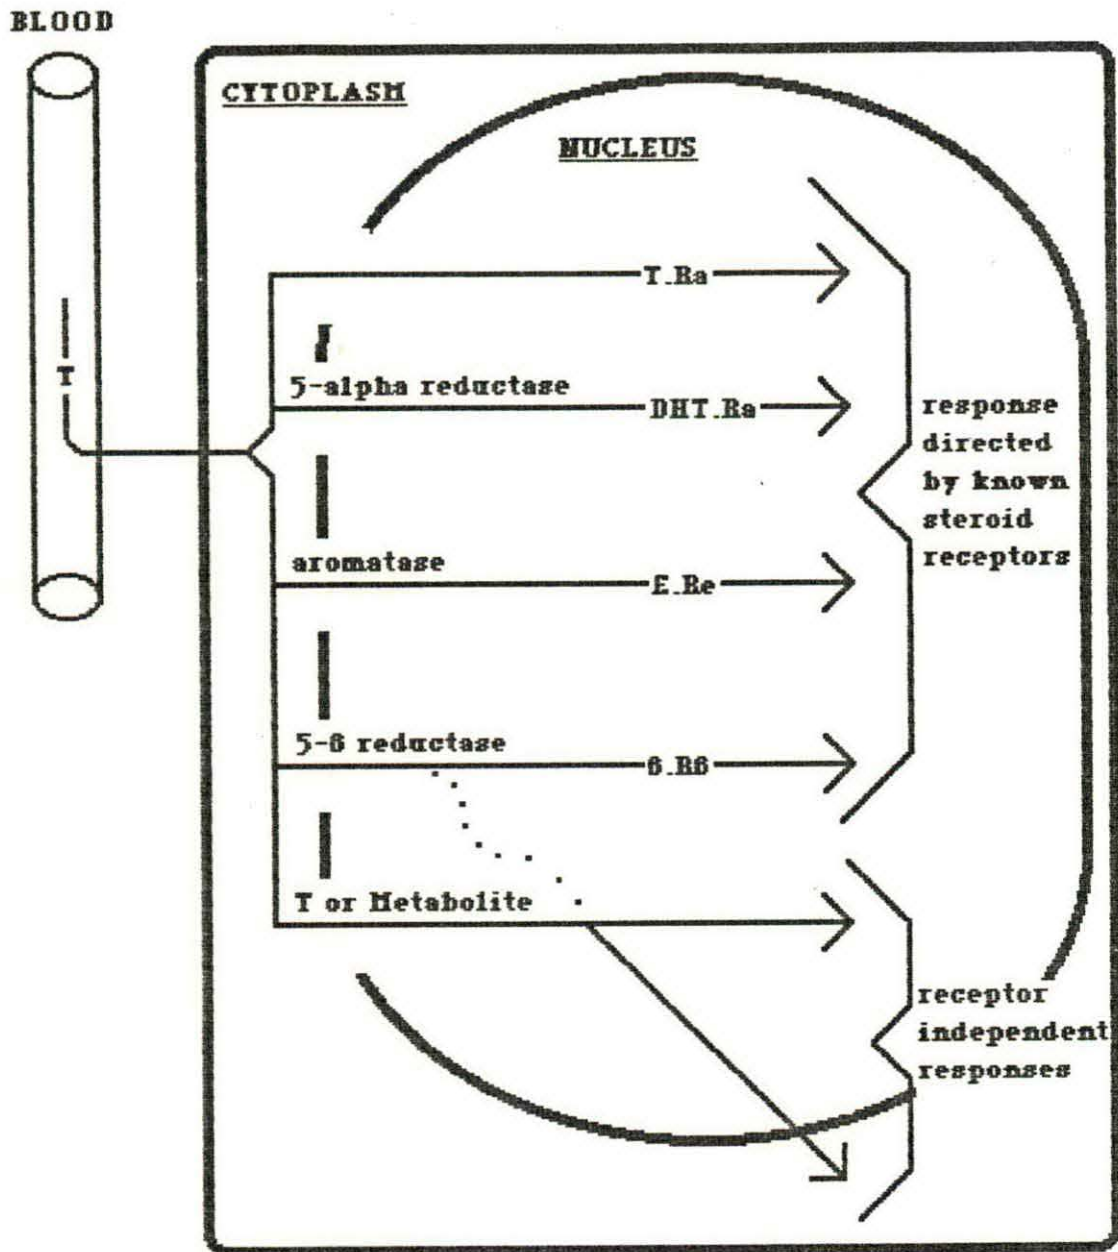 BLOOD
CYTOPLASM
NUCLEUS
T.Ra
5-alpha reductase
DHT.Ra
T
response
directed
by known
steroid
receptors
aromatase
E.Re
5-ß reductase
ß.Rß
T or Metabolite
receptor
independent
responses